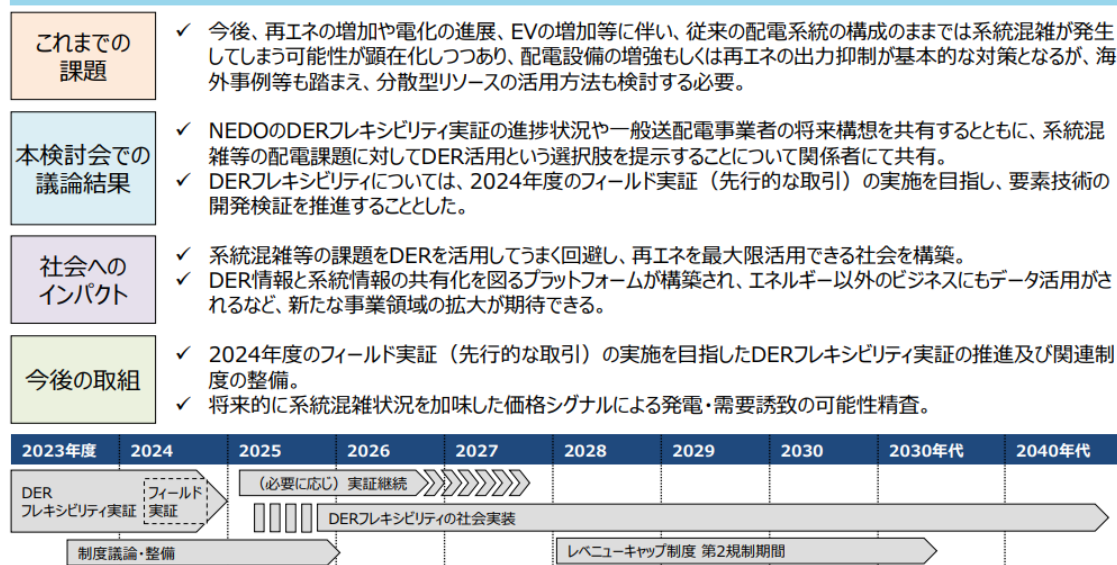 これまでの
課題
✓ 今後、再エネの増加や電化の進展、EVの増加等に伴い、従来の配電系統の構成のままでは系統混雑が発生
してしまう可能性が顕在化しつつあり、配電設備の増強もしくは再エネの出力抑制が基本的な対策となるが、海
外事例等も踏まえ、分散型リソースの活用方法も検討する必要。
本検討会での
議論結果
✓ NEDOのDERフレキシビリティ実証の進捗状況や一般送配電事業者の将来構想を共有するとともに、系統混
雑等の配電課題に対してDER活用という選択肢を提示することについて関係者にて共有。
✓ DERフレキシビリティについては、2024年度のフィールド実証（先行的な取引）の実施を目指し、要素技術の
開発検証を推進することとした。
社会への
インパクト
✓ 系統混雑等の課題をDERを活用してうまく回避し、再エネを最大限活用できる社会を構築。
✓ DER情報と系統情報の共有化を図るプラットフォームが構築され、エネルギー以外のビジネスにもデータ活用がさ
れるなど、新たな事業領域の拡大が期待できる。
今後の取組
✓ 2024年度のフィールド実証（先行的な取引）の実施を目指したDERフレキシビリティ実証の推進及び関連制
度の整備。
✓ 将来的に系統混雑状況を加味した価格シグナルによる発電・需要誘致の可能性精査。
2023年度 2024 2025 2026 2027 2028 2029 2030 2030年代 2040年代
DER
フレキシビリティ実証
フィールド
実証
（必要に応じ）実証継続
DERフレキシビリティの社会実装
制度議論・整備
レベニューキャップ制度 第2規制期間